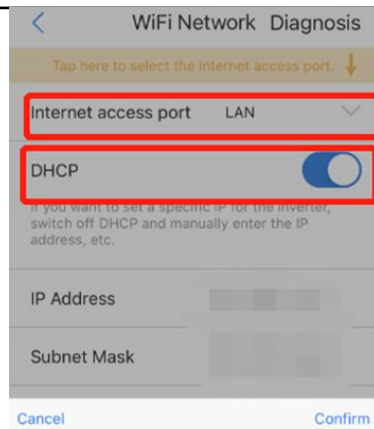 WiFi Network Diagnosis
Tap here to select the internet access port.
Internet access port LAN
DHCP
If you want to set a specific IP for the inverter,
switch off DHCP and manually enter the IP
address, etc.
IP Address
Subnet Mask
Cancel Confirm